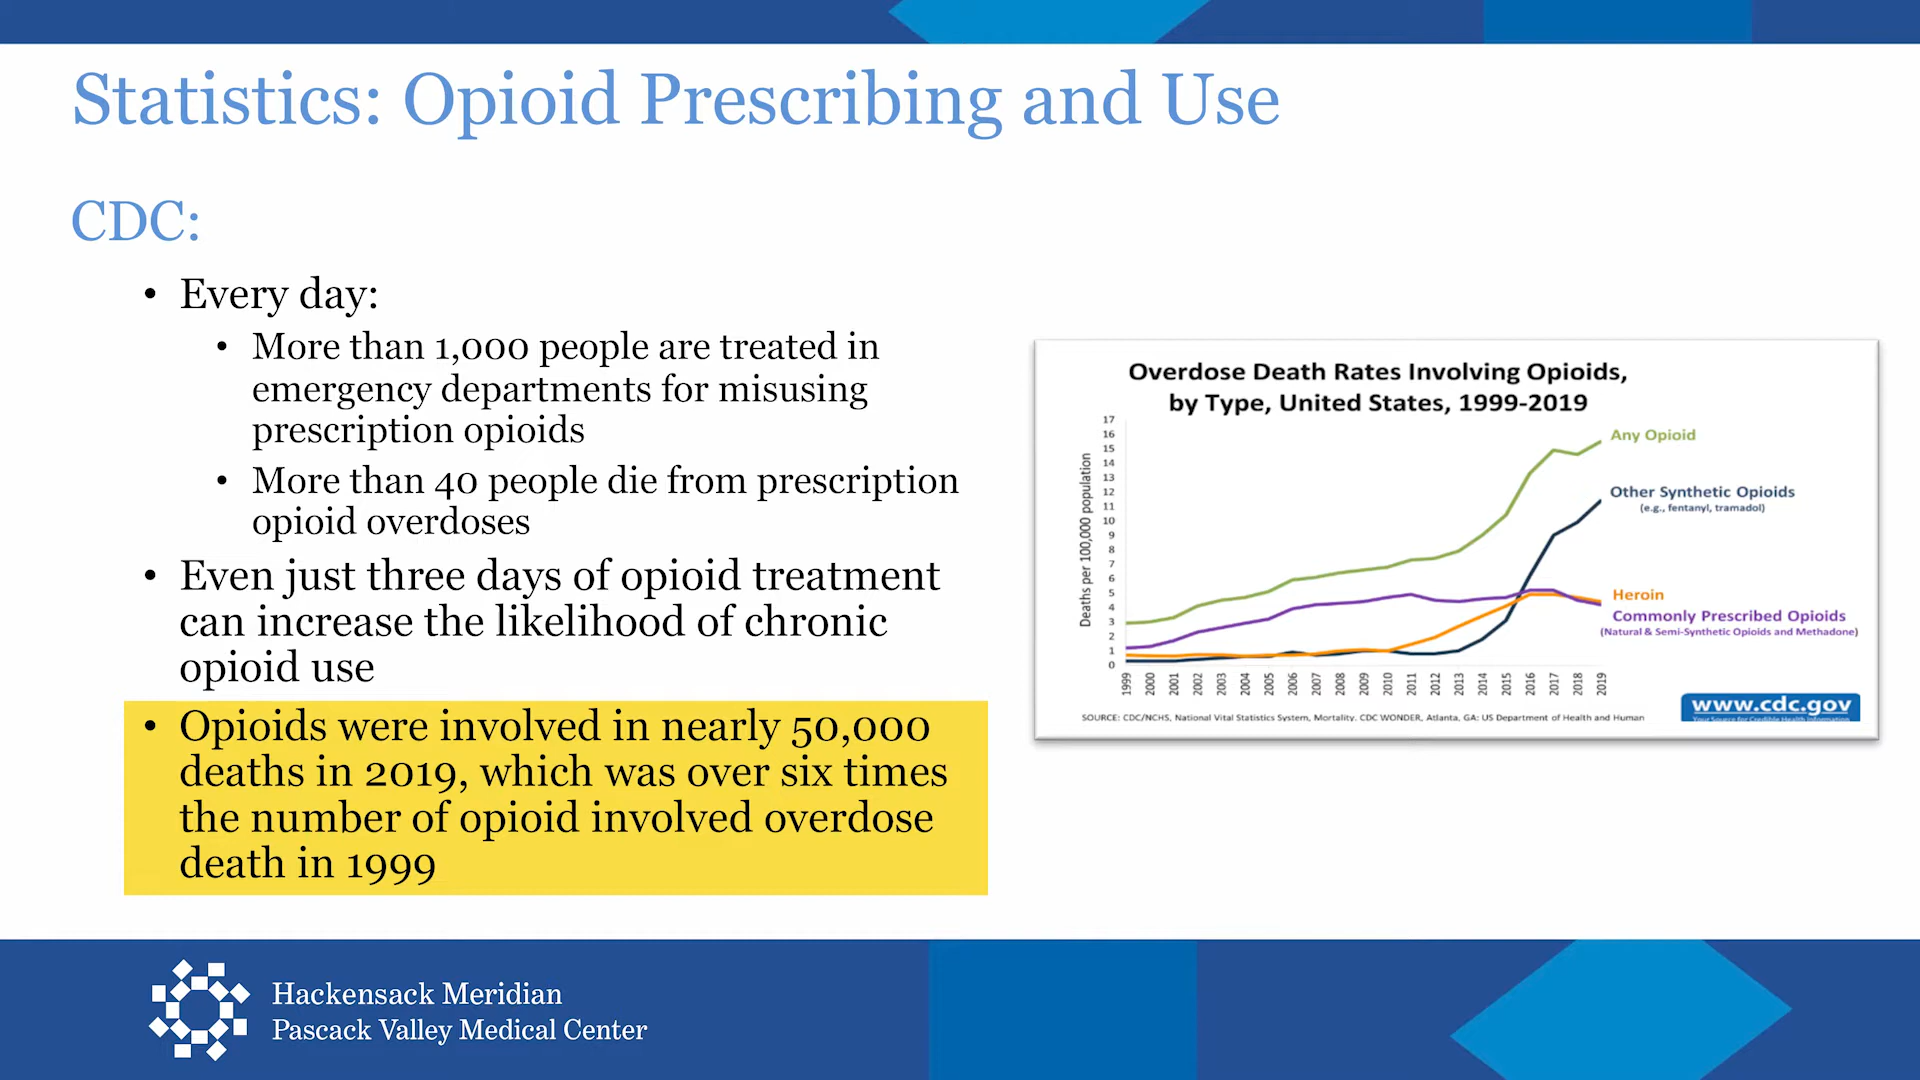 Statistics: Opioid Prescribing and Use
CDC:
• Every day:
• More than 1,000 people are treated in
emergency departments for misusing
prescription opioids
• More than 40 people die from prescription
opioid overdoses
• Even just three days of opioid treatment
can increase the likelihood of chronic
opioid use
• Opioids were involved in nearly 50,000
deaths in 2019, which was over six times
the number of opioid involved overdose
death in 1999
Overdose Death Rates Involving Opioids,
by Type, United States, 1999-2019
Deaths per 100,000 population
17
16
15
14
13
12
11
10
9
8
7
6
5
4
3
2
1
0
1999 2000 2001 2002 2003 2004 2005 2006 2007 2008 2009 2010 2011 2012 2013 2014 2015 2016 2017 2018 2019
Any Opioid
Other Synthetic Opioids
(e.g., fentanyl, tramadol)
Heroin
Commonly Prescribed Opioids
(Natural & Semi-Synthetic Opioids and Methadone)
www.cdc.gov
Your Source for Credible Health Information
SOURCE: CDC/NCHS, National Vital Statistics System, Mortality. CDC WONDER, Atlanta, GA: US Department of Health and Human
Hackensack Meridian
Pascack Valley Medical Center